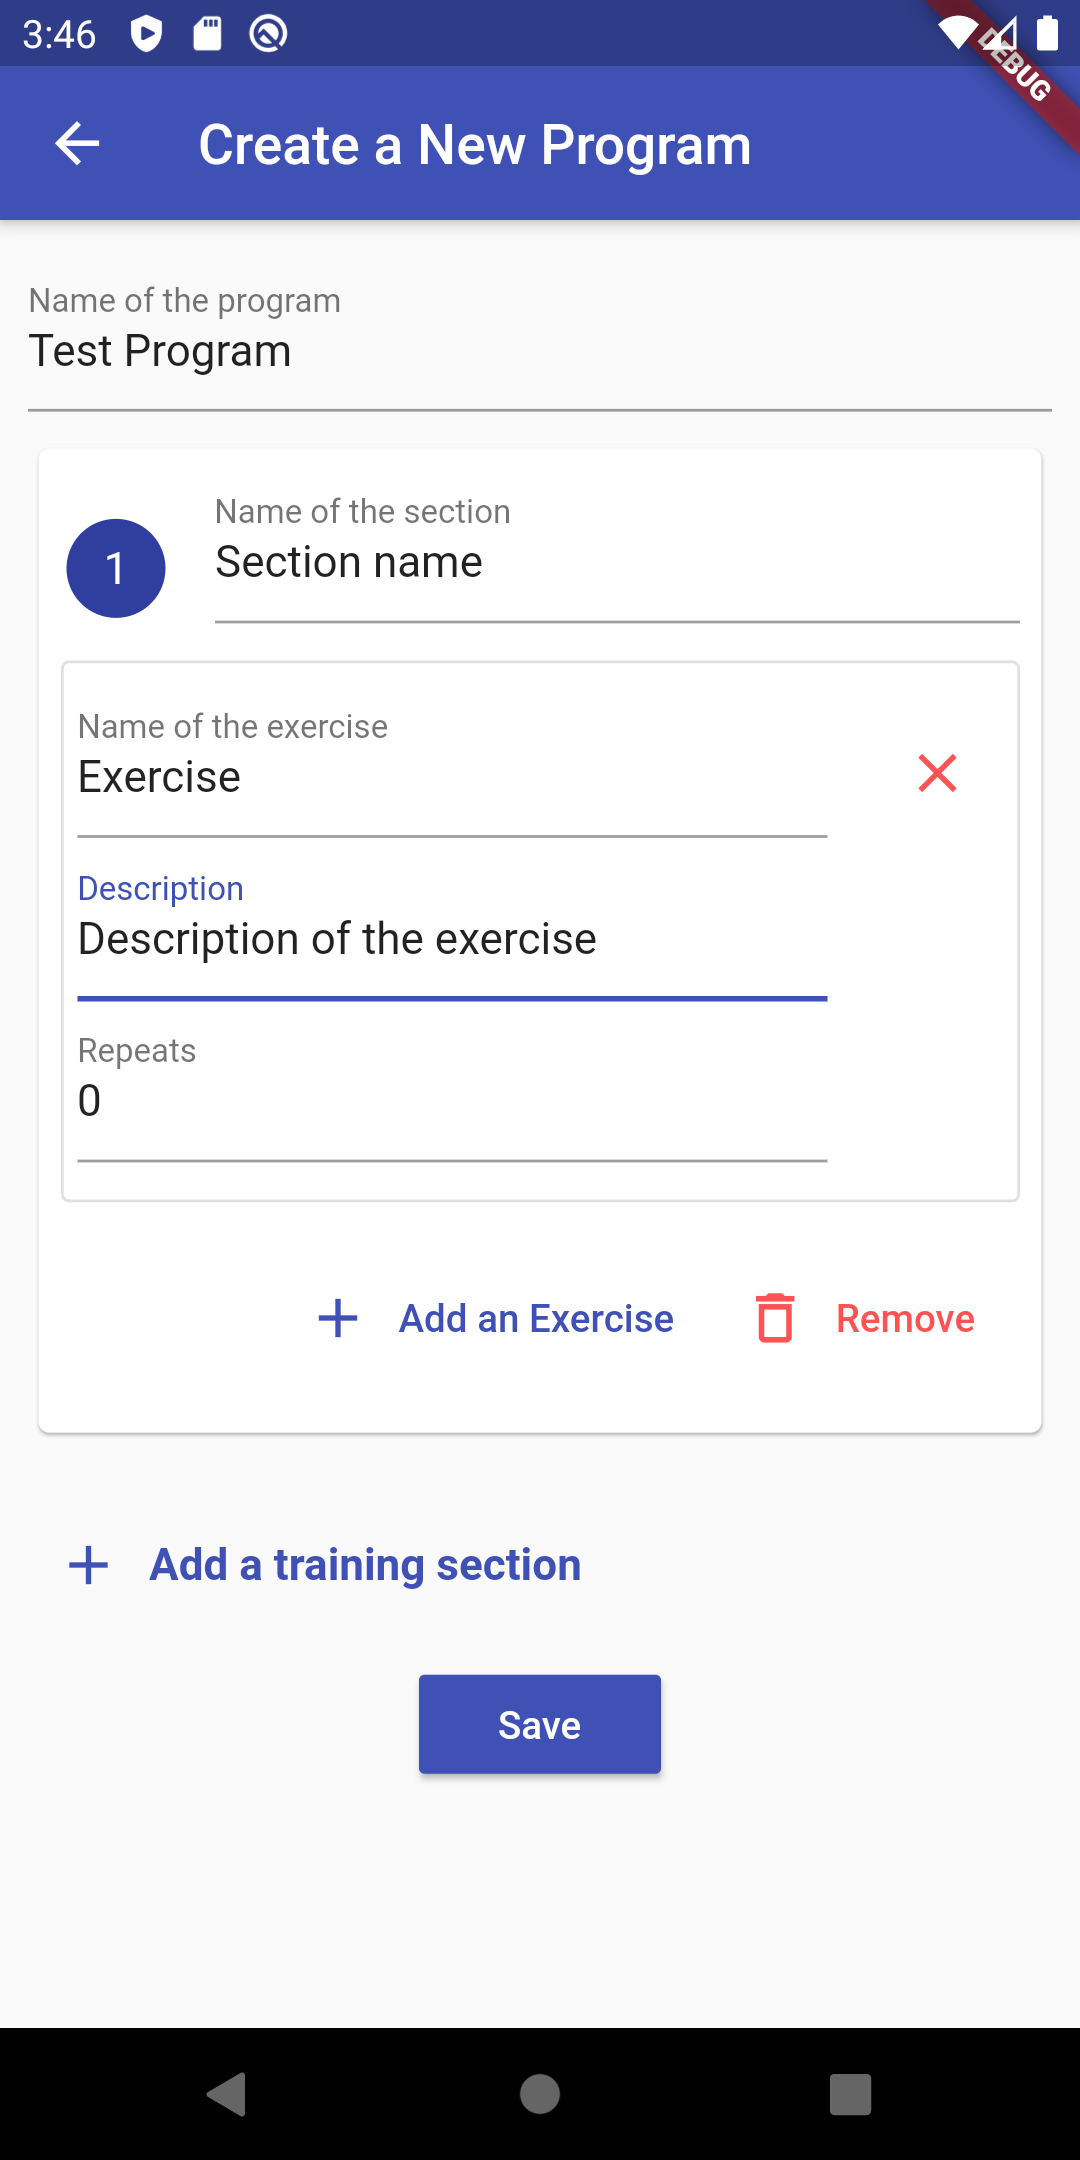 3:46
DEBUG
Create a New Program
Name of the program
Test Program
1
Name of the section
Section name
Name of the exercise
Exercise
Description
Description of the exercise
Repeats
0
Add an Exercise
Remove
Add a training section
Save